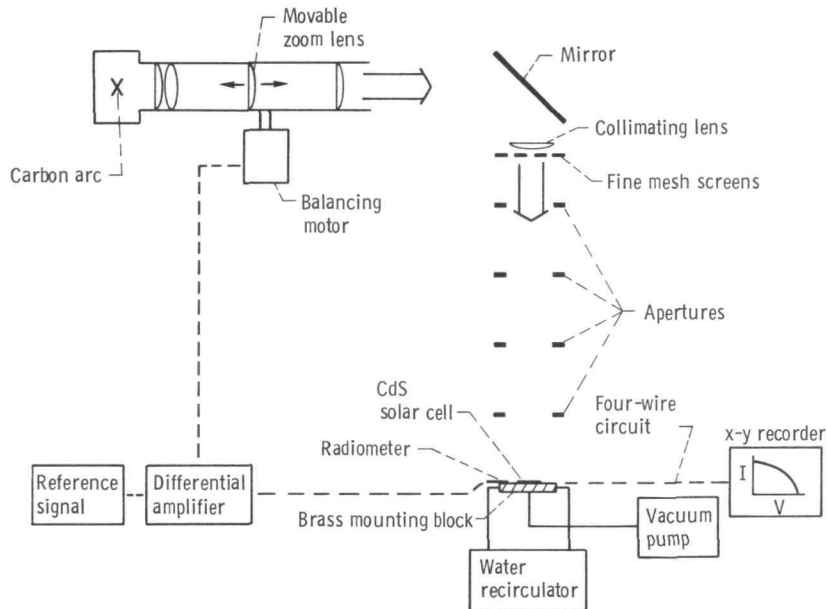 Movable
zoom lens
Mirror
Collimating lens
Carbon arc
Fine mesh screens
Balancing
motor
Apertures
CdS
solar cell
Four-wire
circuit
x-y recorder
Radiometer
I
V
Reference
signal
Differential
amplifier
Brass mounting block
Vacuum
pump
Water
recirculator